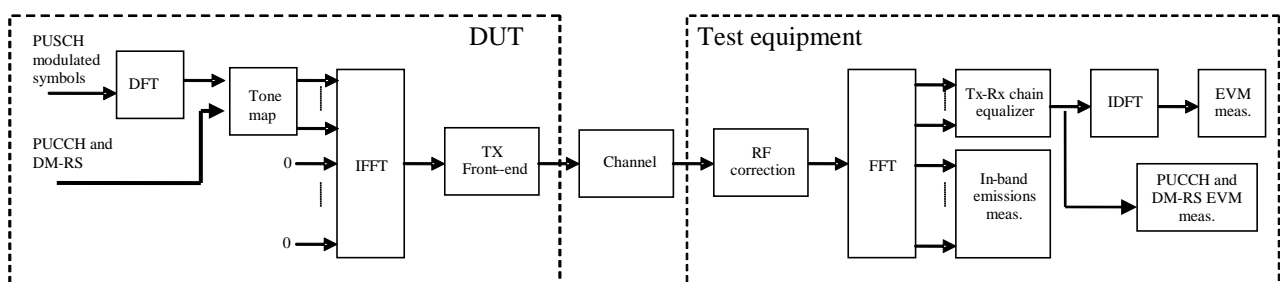 DUT
Test equipment
PUSCH
modulated
symbols
DFT
Tone
map
PUCCH and
DM-RS
0
0
IFFT
TX
Front--end
Channel
RF
correction
FFT
Tx-Rx chain
equalizer
In-band
emissions
meas.
IDFT
EVM
meas.
PUCCH and
DM-RS EVM
meas.